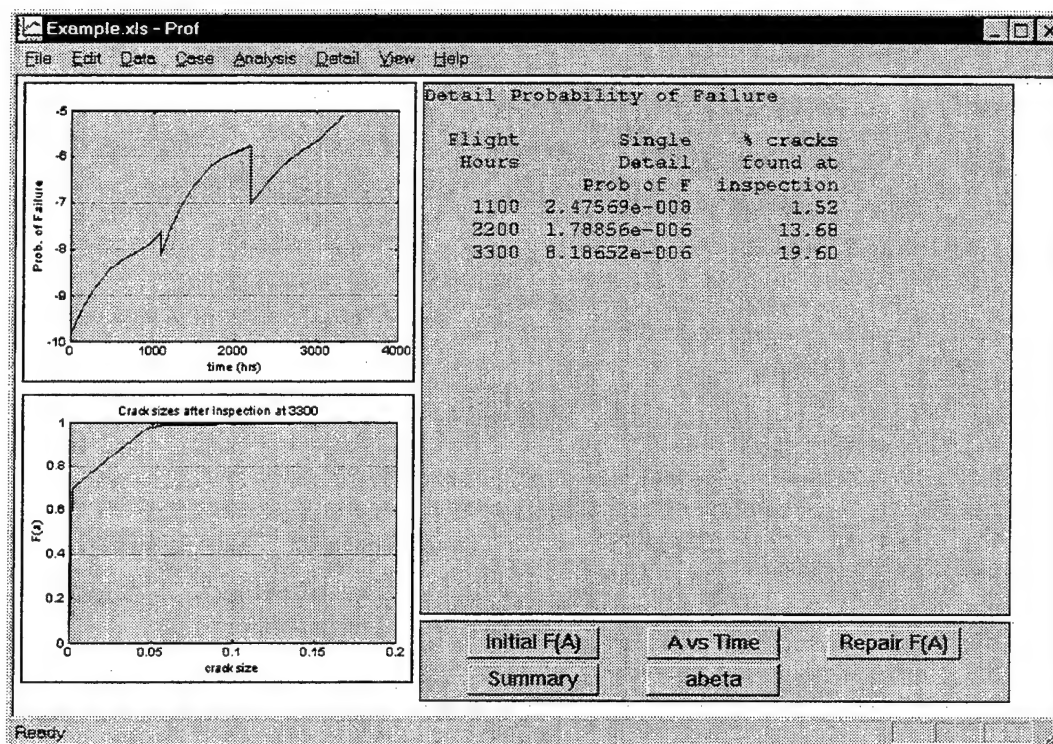 Example.xls - Prof
File Edit Data Case Analysis Detail View Help
-5
-6
-7
-8
-9
-10
0 1000 2000 3000 4000
Prob. of Failure
time (hrs)
Crack sizes after inspection at 3300
1
0.8
0.6
0.4
0.2
0
0 0.05 0.1 0.15 0.2
F(a)
crack size
Detail Probability of Failure
Flight Single % cracks
Hours Detail found at
Prob of F inspection
1100 2.47569e-008 1.52
2200 1.78856e-006 13.68
3300 8.18652e-006 19.60
Initial F(A) A vs Time Repair F(A)
Summary abeta
Ready